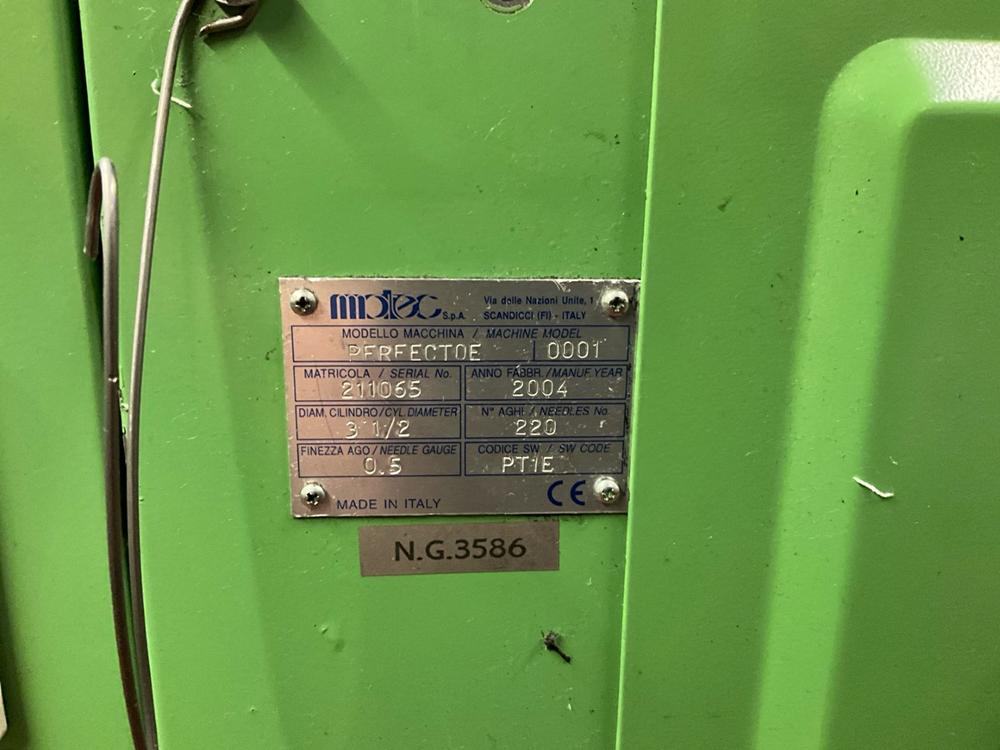 matec S.p.A. Via delle Nazioni Unite, 1
SCANDICCI (FI) - ITALY
MODELLO MACCHINA / MACHINE MODEL
PERFECTOE 0001
MATRICOLA / SERIAL No. ANNO FABBR. / MANUF. YEAR
211065 2004
DIAM. CILINDRO / CYL. DIAMETER N° AGHI / NEEDLES No.
3 1/2 220
FINEZZA AGO / NEEDLE GAUGE CODICE SW / SW CODE
0.5 PT1E
MADE IN ITALY CE
N.G.3586